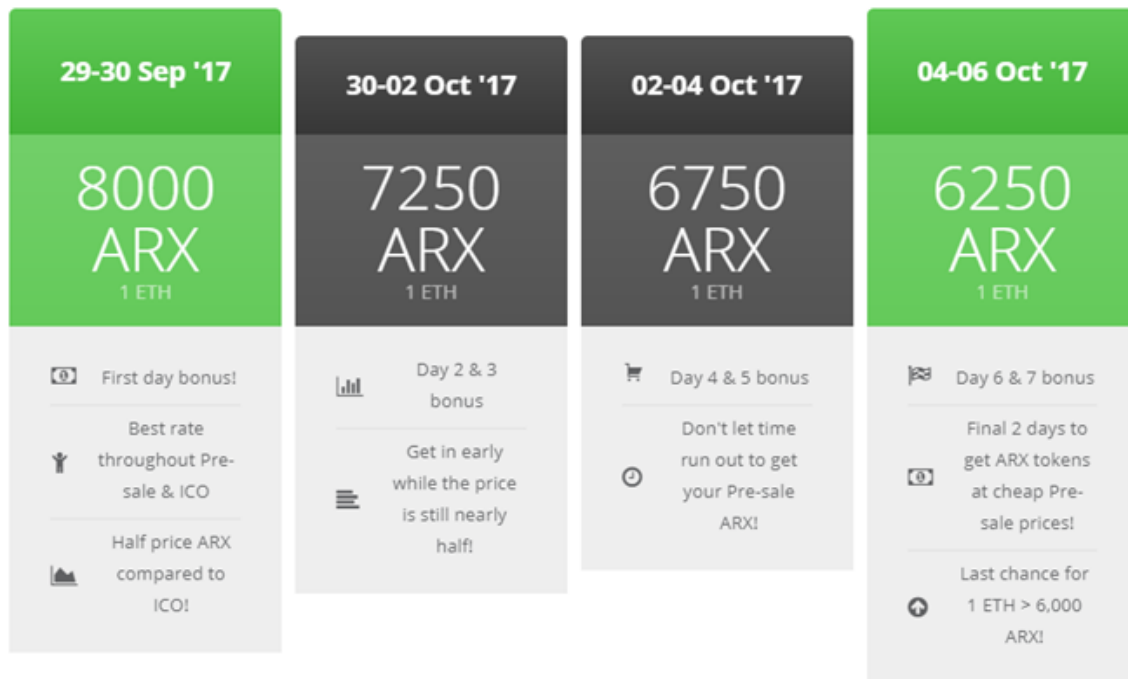 29-30 Sep '17
8000
ARX
1 ETH
First day bonus!
Best rate
throughout Pre-
sale & ICO
Half price ARX
compared to
ICO!
30-02 Oct '17
7250
ARX
1 ETH
Day 2 & 3
bonus
Get in early
while the price
is still nearly
half!
02-04 Oct '17
6750
ARX
1 ETH
Day 4 & 5 bonus
Don't let time
run out to get
your Pre-sale
ARX!
04-06 Oct '17
6250
ARX
1 ETH
Day 6 & 7 bonus
Final 2 days to
get ARX tokens
at cheap Pre-
sale prices!
Last chance for
1 ETH > 6,000
ARX!